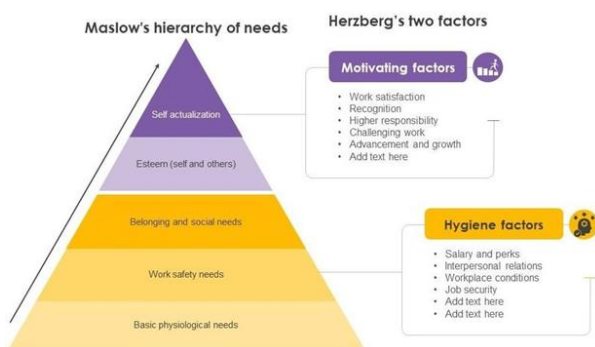 Maslow's hierarchy of needs
Herzberg's two factors
Self actualization
Esteem (self and others)
Belonging and social needs
Work safety needs
Basic physiological needs
Motivating factors
• Work satisfaction
• Recognition
• Higher responsibility
• Challenging work
• Advancement and growth
• Add text here
Hygiene factors
• Salary and perks
• Interpersonal relations
• Workplace conditions
• Job security
• Add text here
• Add text here